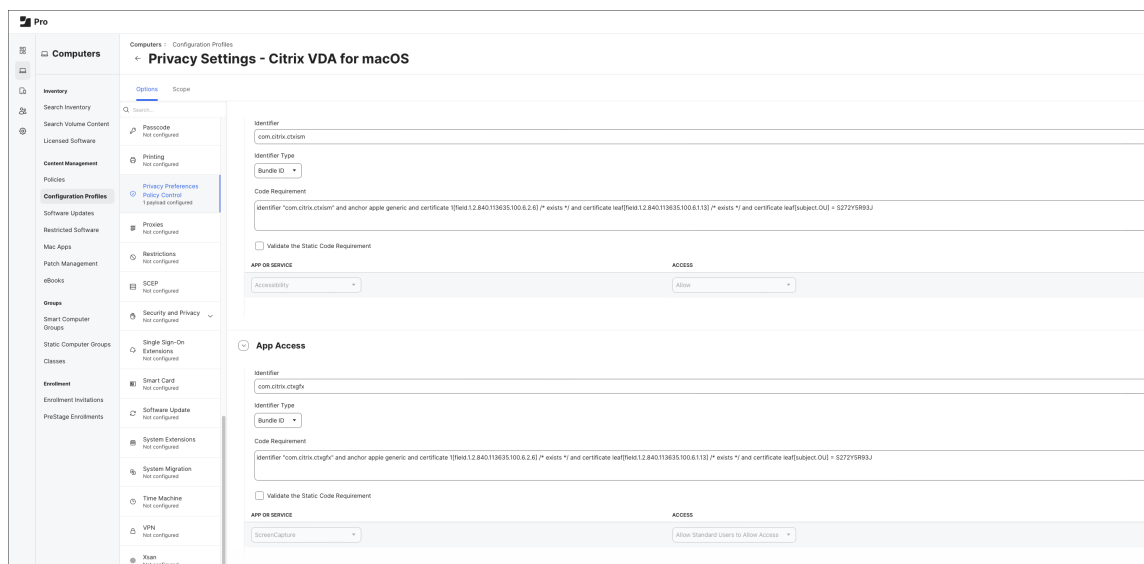 Pro
Computers
Computers : Configuration Profiles
← Privacy Settings - Citrix VDA for macOS
Inventory
Search Inventory
Search Volume Content
Licensed Software
Content Management
Policies
Configuration Profiles
Software Updates
Restricted Software
Mac Apps
Patch Management
eBooks
Groups
Smart Computer
Groups
Static Computer Groups
Classes
Enrollment
Enrollment Invitations
PreStage Enrollments
Options Scope
Search...
Passcode
Not configured
Printing
Not configured
Privacy Preferences
Policy Control
1 payload configured
Proxies
Not configured
Restrictions
Not configured
SCEP
Not configured
Security and Privacy
Not configured
Single Sign-On
Extensions
Not configured
Smart Card
Not configured
Software Update
Not configured
System Extensions
Not configured
System Migration
Not configured
Time Machine
Not configured
VPN
Not configured
Xsan
Identifier
com.citrix.ctxism
Identifier Type
Bundle ID
Code Requirement
identifier "com.citrix.ctxism" and anchor apple generic and certificate 1[field.1.2.840.113635.100.6.2.6] /* exists */ and certificate leaf[field.1.2.840.113635.100.6.1.13] /* exists */ and certificate leaf[subject.OU] = S272Y5R93J
Validate the Static Code Requirement
APP OR SERVICE ACCESS
Accessibility Allow
App Access
Identifier
com.citrix.ctxgfx
Identifier Type
Bundle ID
Code Requirement
identifier "com.citrix.ctxgfx" and anchor apple generic and certificate 1[field.1.2.840.113635.100.6.2.6] /* exists */ and certificate leaf[field.1.2.840.113635.100.6.1.13] /* exists */ and certificate leaf[subject.OU] = S272Y5R93J
Validate the Static Code Requirement
APP OR SERVICE ACCESS
ScreenCapture Allow Standard Users to Allow Access